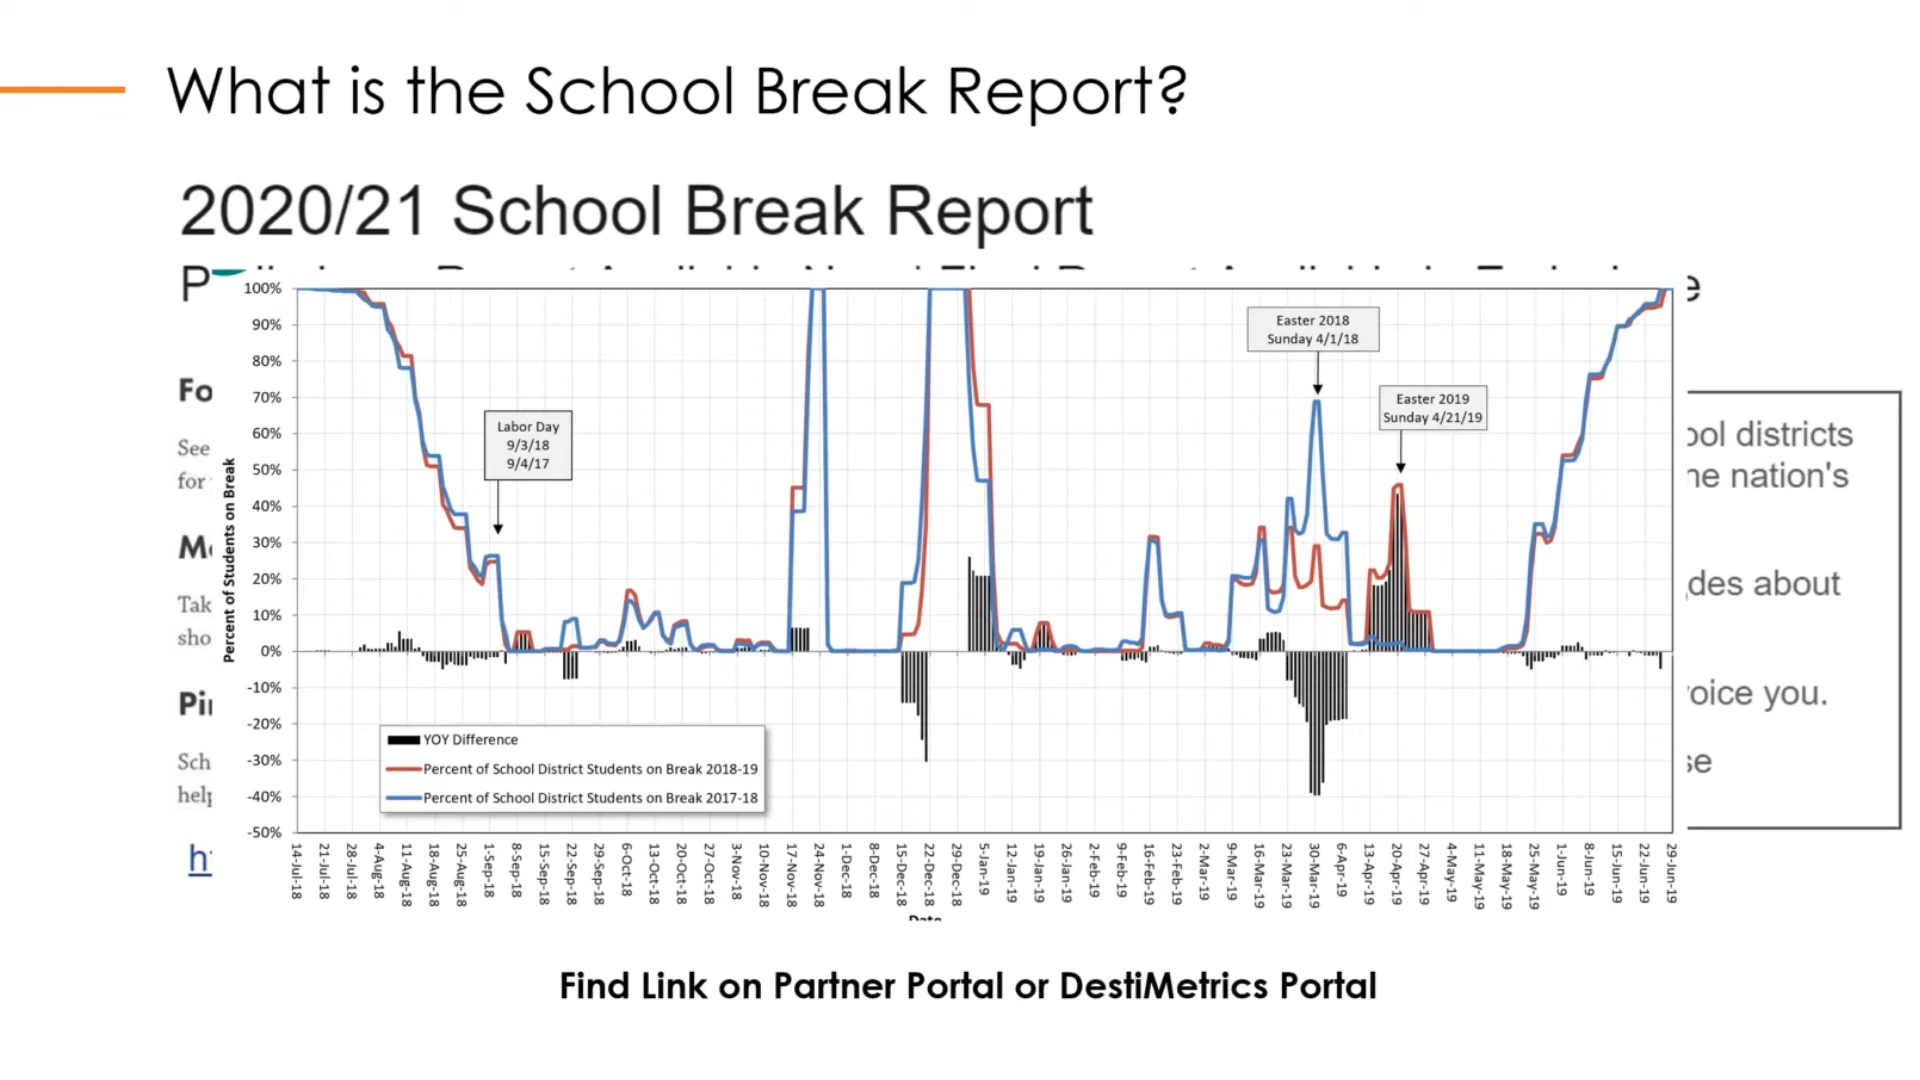 What is the School Break Report?
2020/21 School Break Report
100%
90%
80%
70%
60%
50%
40%
30%
20%
10%
0%
-10%
-20%
-30%
-40%
-50%
Percent of Students on Break
Labor Day
9/3/18
9/4/17
Easter 2018
Sunday 4/1/18
Easter 2019
Sunday 4/21/19
YOY Difference
Percent of School District Students on Break 2018-19
Percent of School District Students on Break 2017-18
14-Jul-18
21-Jul-18
28-Jul-18
4-Aug-18
11-Aug-18
18-Aug-18
25-Aug-18
1-Sep-18
8-Sep-18
15-Sep-18
22-Sep-18
29-Sep-18
6-Oct-18
13-Oct-18
20-Oct-18
27-Oct-18
3-Nov-18
10-Nov-18
17-Nov-18
24-Nov-18
1-Dec-18
8-Dec-18
15-Dec-18
22-Dec-18
29-Dec-18
5-Jan-19
12-Jan-19
19-Jan-19
26-Jan-19
2-Feb-19
9-Feb-19
16-Feb-19
23-Feb-19
2-Mar-19
9-Mar-19
16-Mar-19
23-Mar-19
30-Mar-19
6-Apr-19
13-Apr-19
20-Apr-19
27-Apr-19
4-May-19
11-May-19
18-May-19
25-May-19
1-Jun-19
8-Jun-19
15-Jun-19
22-Jun-19
29-Jun-19
Date
See
for
districts
nation's
about
you.
Find Link on Partner Portal or DestiMetrics Portal